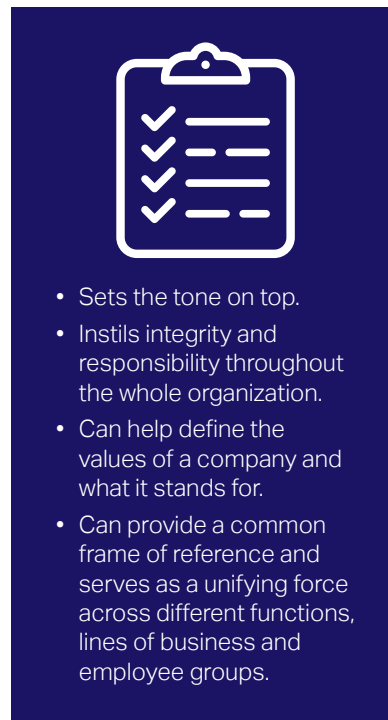 • Sets the tone on top.
• Instils integrity and
responsibility throughout
the whole organization.
• Can help define the
values of a company and
what it stands for.
• Can provide a common
frame of reference and
serves as a unifying force
across different functions,
lines of business and
employee groups.